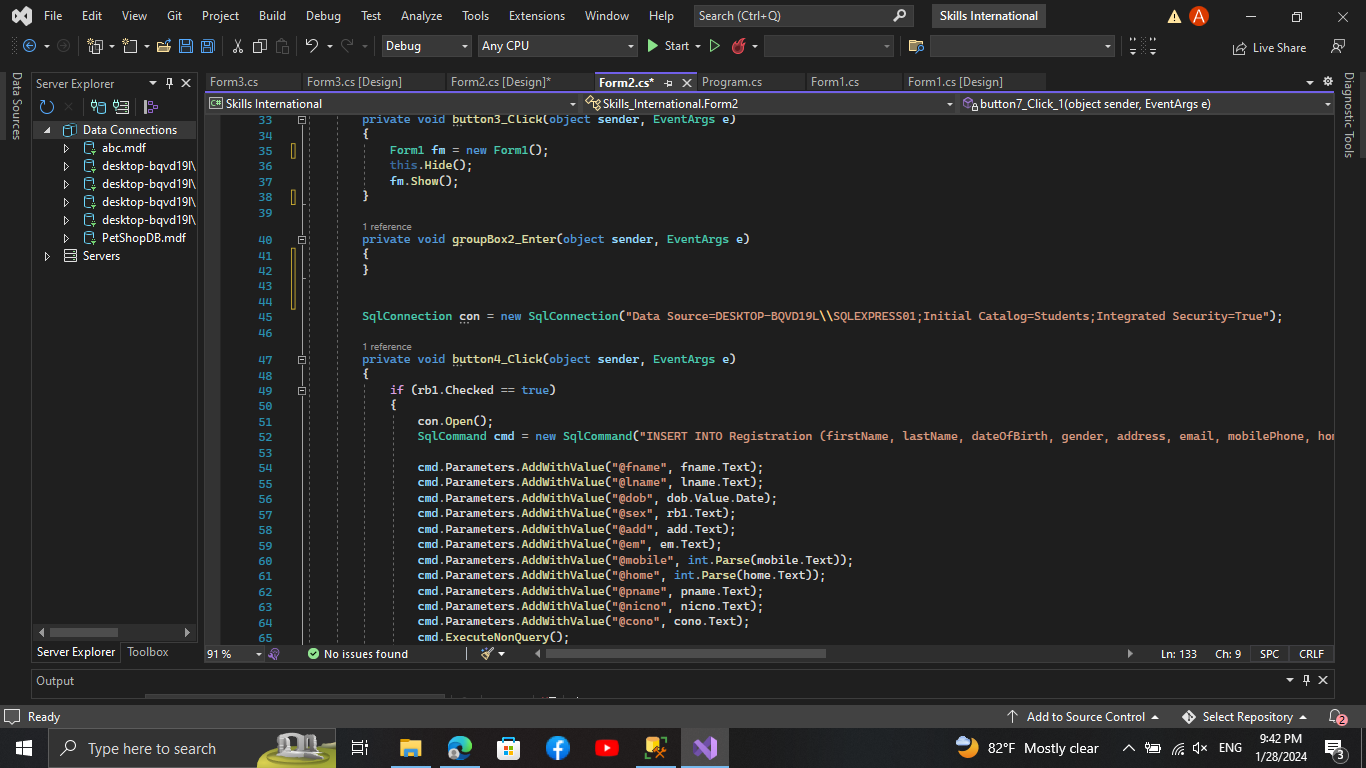 File Edit View Git Project Build Debug Test Analyze Tools Extensions Window Help Search (Ctrl+Q) Skills International A
Debug Any CPU Start Live Share
Data Sources
Server Explorer
Data Connections
abc.mdf
desktop-bqvd19l\
desktop-bqvd19l\
desktop-bqvd19l\
desktop-bqvd19l\
PetShopDB.mdf
Servers
Server Explorer Toolbox
Form3.cs Form3.cs [Design] Form2.cs [Design]* Form2.cs* Program.cs Form1.cs Form1.cs [Design]
C# Skills International Skills_International.Form2 button7_Click_1(object sender, EventArgs e)
Diagnostic Tools
33 private void button3_Click(object sender, EventArgs e)
34 {
35 Form1 fm = new Form1();
36 this.Hide();
37 fm.Show();
38 }
39
1 reference
40 private void groupBox2_Enter(object sender, EventArgs e)
41 {
42 }
43
44
45 SqlConnection con = new SqlConnection("Data Source=DESKTOP-BQVD19L\\SQLEXPRESS01;Initial Catalog=Students;Integrated Security=True");
46
1 reference
47 private void button4_Click(object sender, EventArgs e)
48 {
49 if (rb1.Checked == true)
50 {
51 con.Open();
52 SqlCommand cmd = new SqlCommand("INSERT INTO Registration (firstName, lastName, dateOfBirth, gender, address, email, mobilePhone, hom
53
54 cmd.Parameters.AddWithValue("@fname", fname.Text);
55 cmd.Parameters.AddWithValue("@lname", lname.Text);
56 cmd.Parameters.AddWithValue("@dob", dob.Value.Date);
57 cmd.Parameters.AddWithValue("@sex", rb1.Text);
58 cmd.Parameters.AddWithValue("@add", add.Text);
59 cmd.Parameters.AddWithValue("@em", em.Text);
60 cmd.Parameters.AddWithValue("@mobile", int.Parse(mobile.Text));
61 cmd.Parameters.AddWithValue("@home", int.Parse(home.Text));
62 cmd.Parameters.AddWithValue("@pname", pname.Text);
63 cmd.Parameters.AddWithValue("@nicno", nicno.Text);
64 cmd.Parameters.AddWithValue("@cono", cono.Text);
65 cmd.ExecuteNonQuery();
91 % No issues found Ln: 133 Ch: 9 SPC CRLF
Output
Ready Add to Source Control Select Repository 2
Type here to search 82°F Mostly clear ENG 9:42 PM
1/28/2024 3